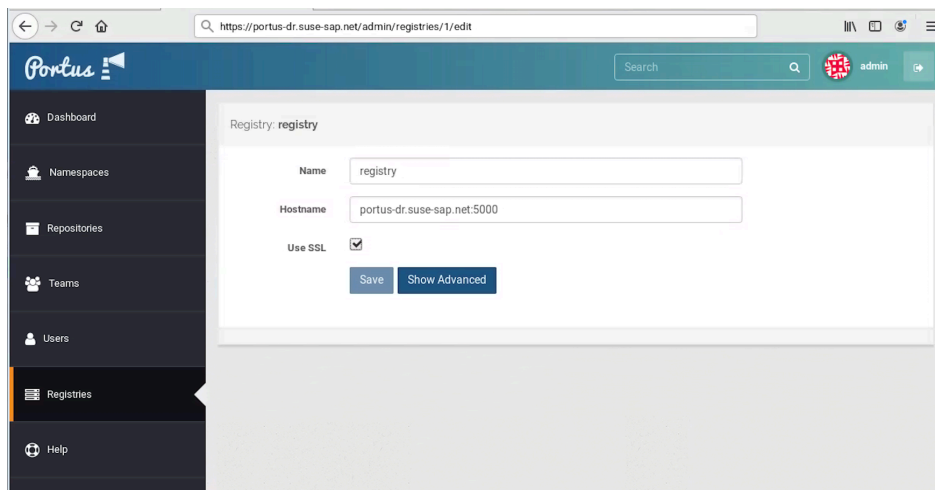 https://portus-dr.suse-sap.net/admin/registries/1/edit
Portus
Search
admin
Dashboard
Namespaces
Repositories
Teams
Users
Registries
Help
Registry: registry
Name
registry
Hostname
portus-dr.suse-sap.net:5000
Use SSL
Save
Show Advanced